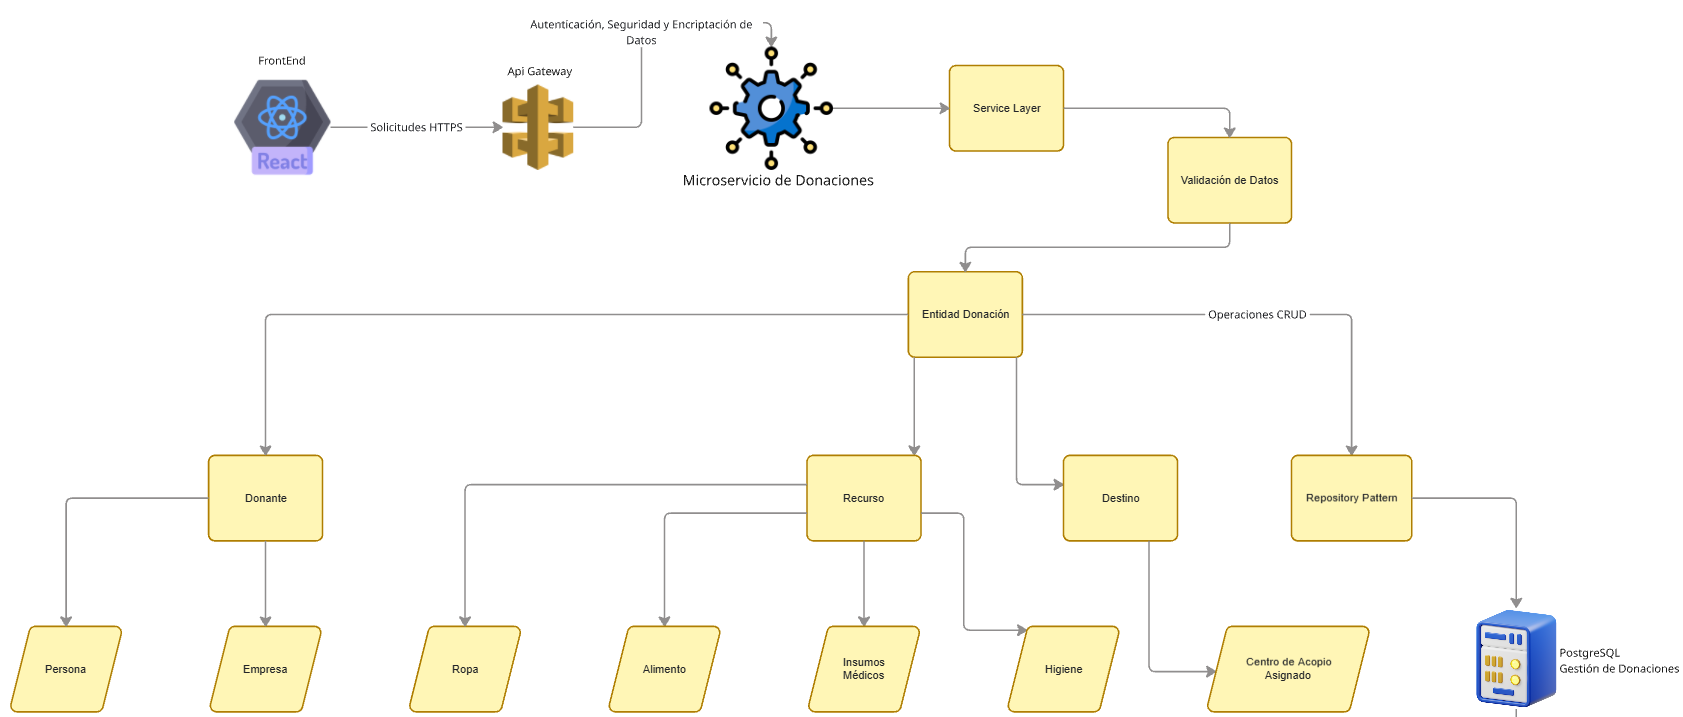 Autenticación, Seguridad y Encriptación de
Datos
FrontEnd
Api Gateway
React
Solicitudes HTTPS
Microservicio de Donaciones
Service Layer
Validación de Datos
Entidad Donación
Operaciones CRUD
Donante
Recurso
Destino
Repository Pattern
Persona
Empresa
Ropa
Alimento
Insumos
Médicos
Higiene
Centro de Acopio
Asignado
PostgreSQL
Gestión de Donaciones